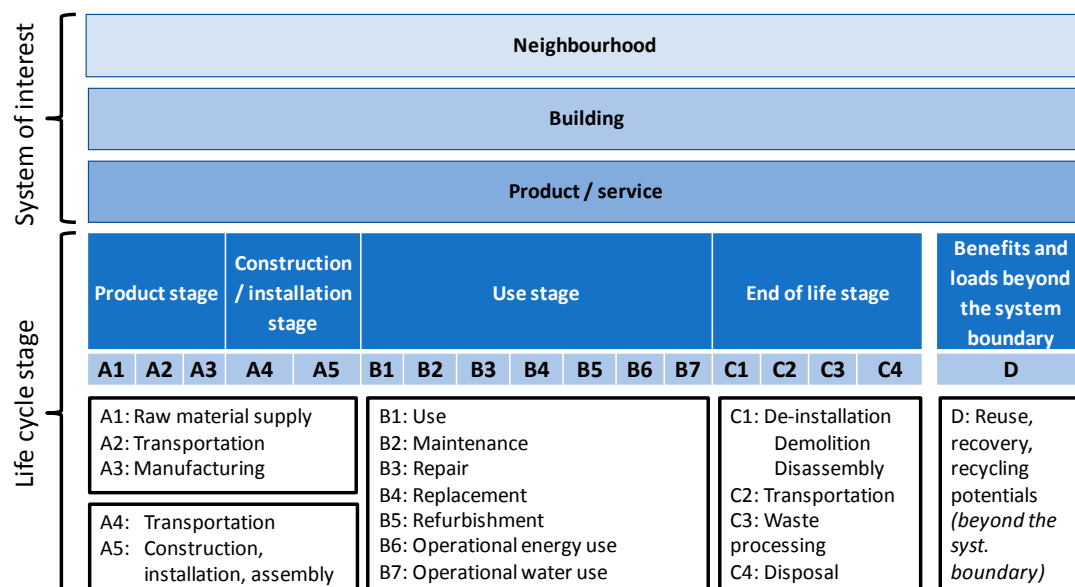 System of interest
Neighbourhood
Building
Product / service
Life cycle stage
Product stage
Construction
/ installation
stage
Use stage
End of life stage
Benefits and
loads beyond
the system
boundary
A1 A2 A3 A4 A5 B1 B2 B3 B4 B5 B6 B7 C1 C2 C3 C4 D
A1: Raw material supply
A2: Transportation
A3: Manufacturing
A4: Transportation
A5: Construction,
installation, assembly
B1: Use
B2: Maintenance
B3: Repair
B4: Replacement
B5: Refurbishment
B6: Operational energy use
B7: Operational water use
C1: De-installation
Demolition
Disassembly
C2: Transportation
C3: Waste
processing
C4: Disposal
D: Reuse,
recovery,
recycling
potentials
(beyond the
syst.
boundary)